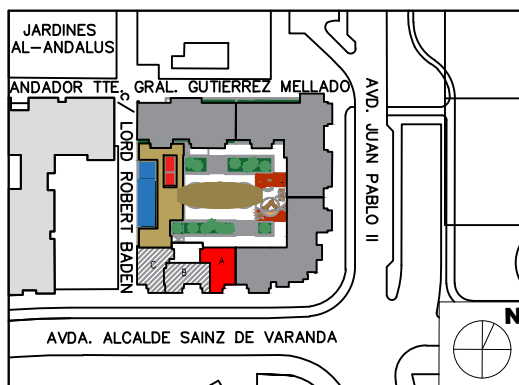 JARDINES
AL-ANDALUS
ANDADOR TTE. GRAL. GUTIERREZ MELLADO
C/ LORD ROBERT BADEN
AVD. JUAN PABLO II
A
B
C
AVDA. ALCALDE SAINZ DE VARANDA
N